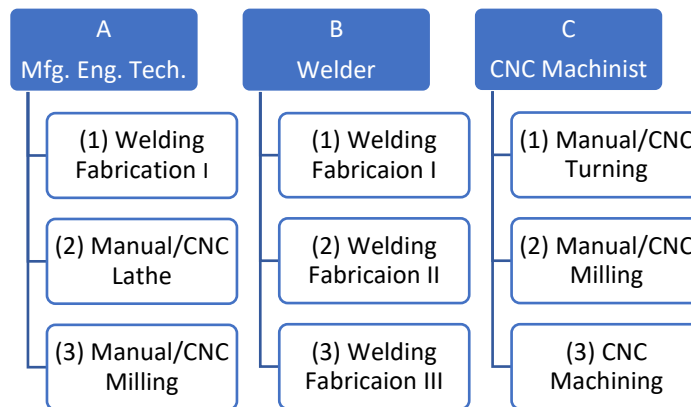 A
Mfg. Eng. Tech.
(1) Welding
Fabrication I
(2) Manual/CNC
Lathe
(3) Manual/CNC
Milling
B
Welder
(1) Welding
Fabricaion I
(2) Welding
Fabricaion II
(3) Welding
Fabricaion III
C
CNC Machinist
(1) Manual/CNC
Turning
(2) Manual/CNC
Milling
(3) CNC
Machining